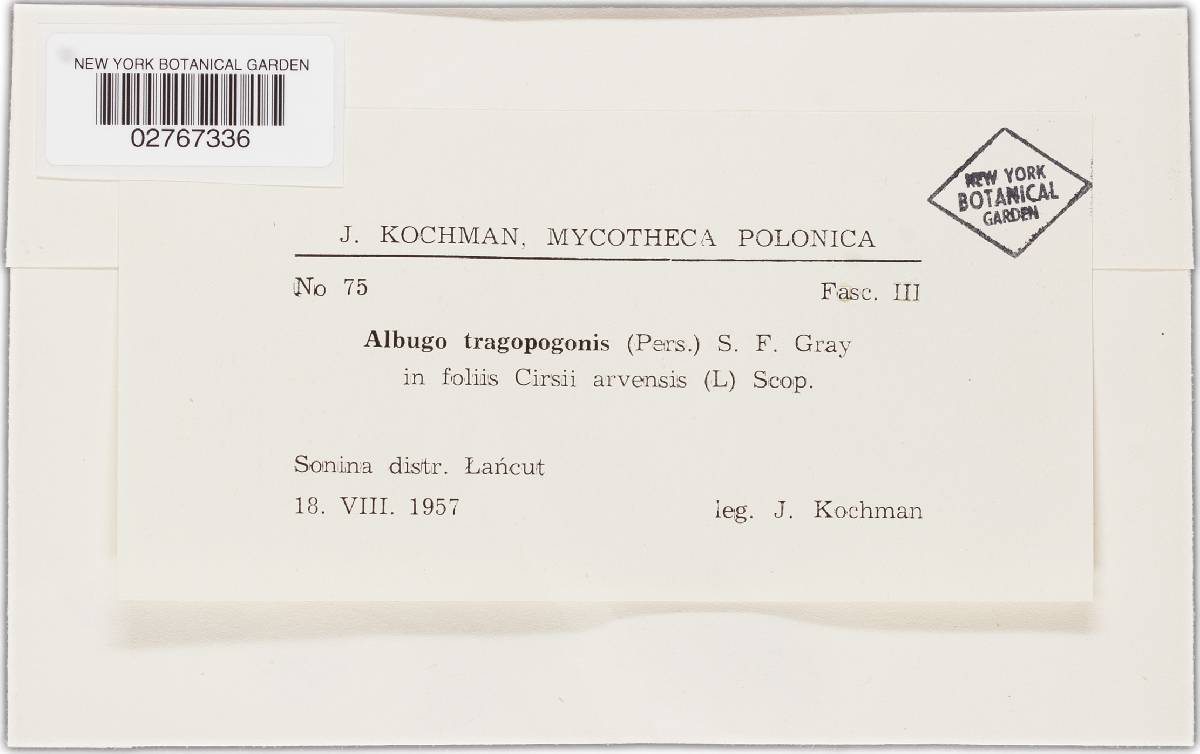 NEW YORK BOTANICAL GARDEN
02767336
NEW YORK
BOTANICAL
GARDEN
J. KOCHMAN, MYCOTHECA POLONICA
No 75 Fasc. III
Albugo tragopogonis (Pers.) S. F. Gray
in foliis Cirsii arvensis (L) Scop.
Sonina distr. Łańcut
18. VIII. 1957 leg. J. Kochman